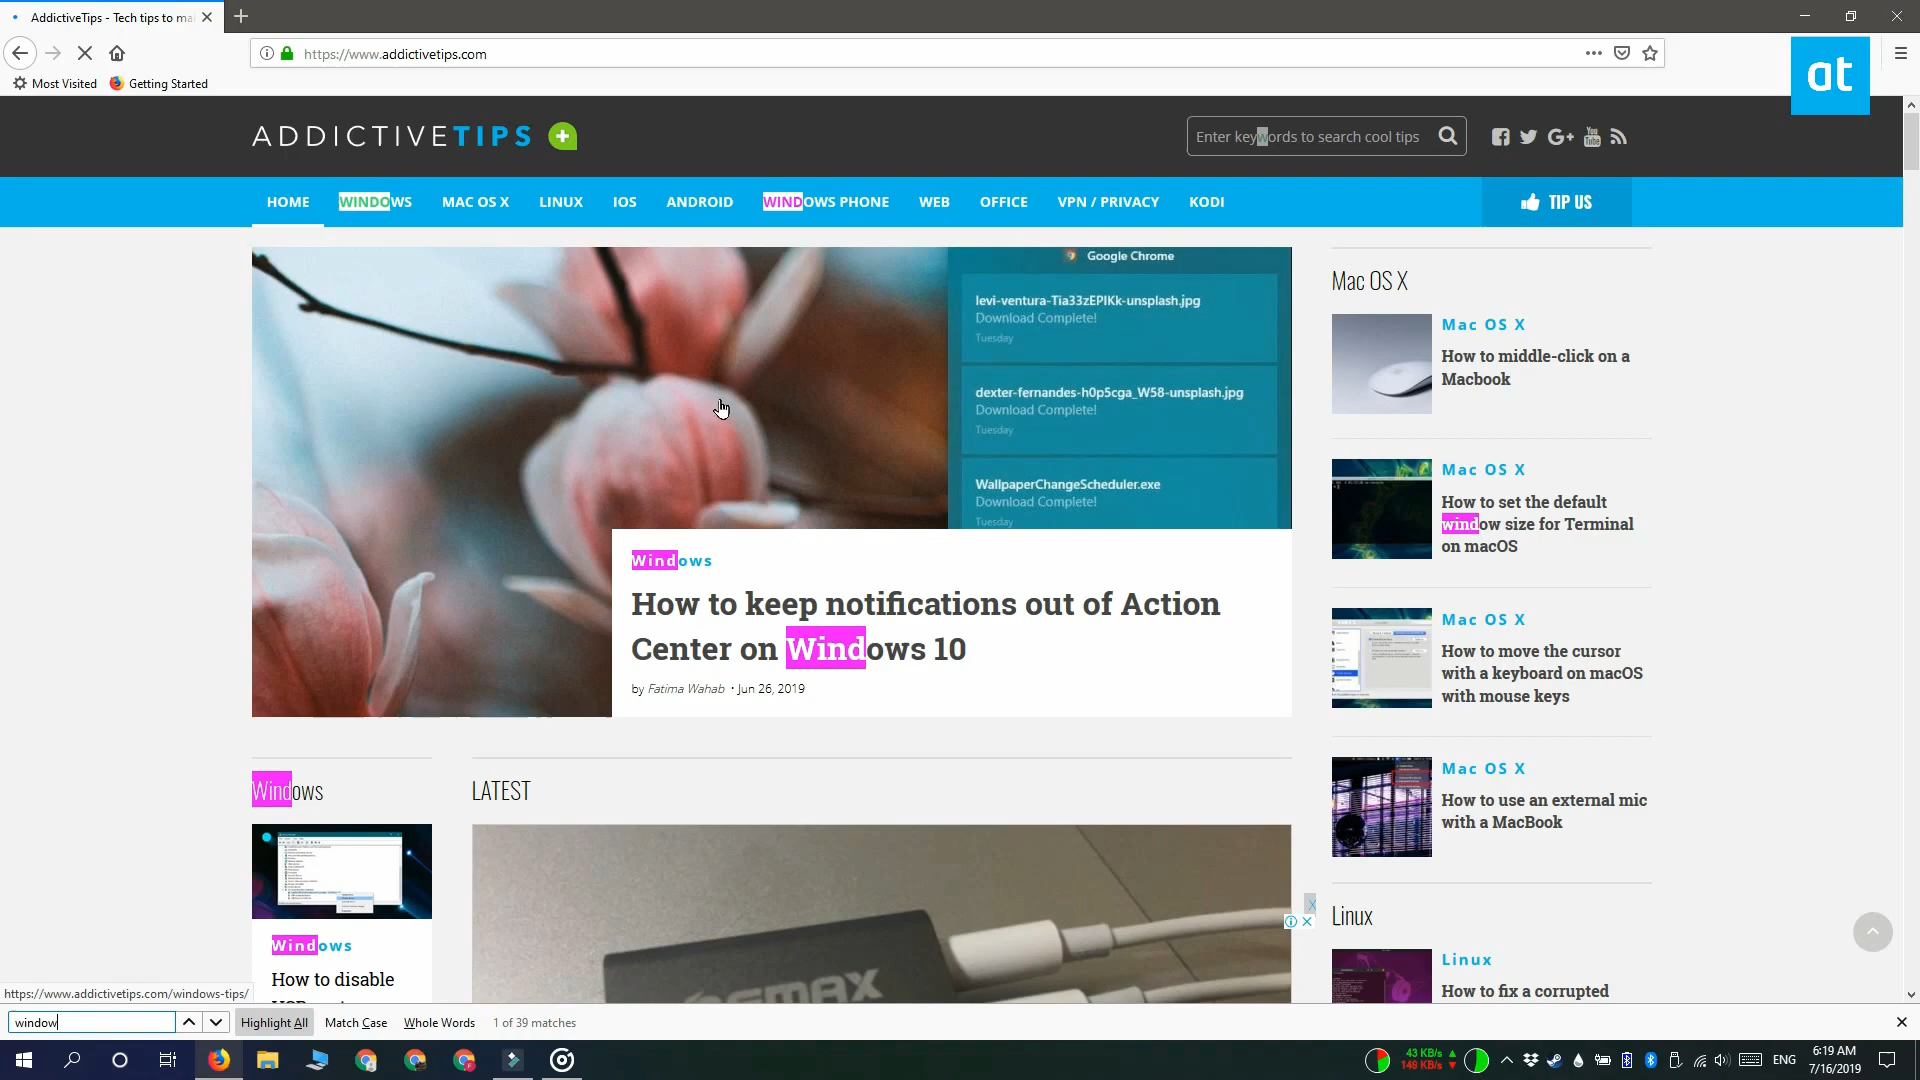 AddictiveTips - Tech tips to ma
https://www.addictivetips.com
Most Visited
Getting Started
at
ADDICTIVETIPS
Enter keywords to search cool tips
HOME
WINDOWS
MAC OS X
LINUX
IOS
ANDROID
WINDOWS PHONE
WEB
OFFICE
VPN / PRIVACY
KODI
TIP US
Google Chrome
levi-ventura-Tia33zEPIKk-unsplash.jpg
Download Complete!
Tuesday
dexter-fernandes-h0p5cga_W58-unsplash.jpg
Download Complete!
Tuesday
WallpaperChangeScheduler.exe
Download Complete!
Tuesday
Windows
How to keep notifications out of Action
Center on Windows 10
by Fatima Wahab • Jun 26, 2019
Mac OS X
Mac OS X
How to middle-click on a
Macbook
Mac OS X
How to set the default
window size for Terminal
on macOS
Mac OS X
How to move the cursor
with a keyboard on macOS
with mouse keys
Mac OS X
How to use an external mic
with a MacBook
Linux
Linux
How to fix a corrupted
Windows
Windows
How to disable
LATEST
https://www.addictivetips.com/windows-tips/
window
Highlight All
Match Case
Whole Words
1 of 39 matches
43 KB/s
149 KB/s
ENG
6:19 AM
7/16/2019